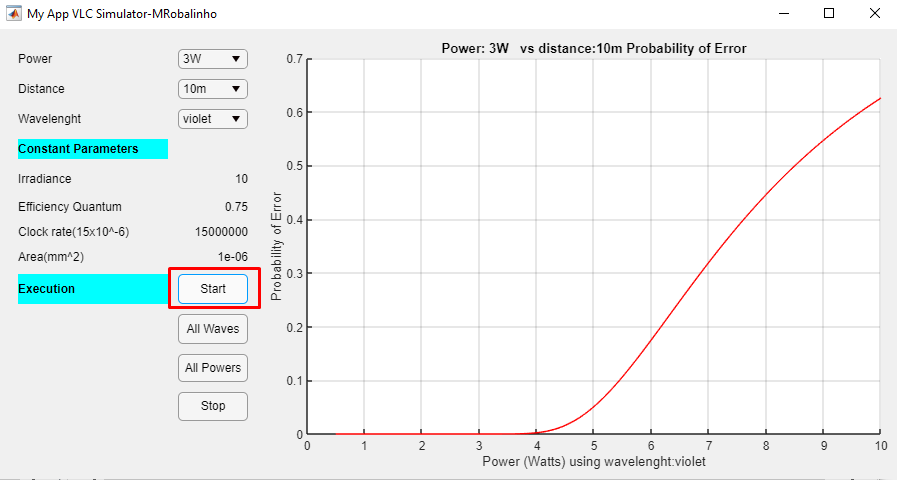 My App VLC Simulator-MRobalinho
Power 3W
Distance 10m
Wavelenght violet
Constant Parameters
Irradiance 10
Efficiency Quantum 0.75
Clock rate(15x10^-6) 15000000
Area(mm^2) 1e-06
Execution Start
All Waves
All Powers
Stop
Power: 3W vs distance:10m Probability of Error
Probability of Error
0.7
0.6
0.5
0.4
0.3
0.2
0.1
0
0 1 2 3 4 5 6 7 8 9 10
Power (Watts) using wavelenght:violet